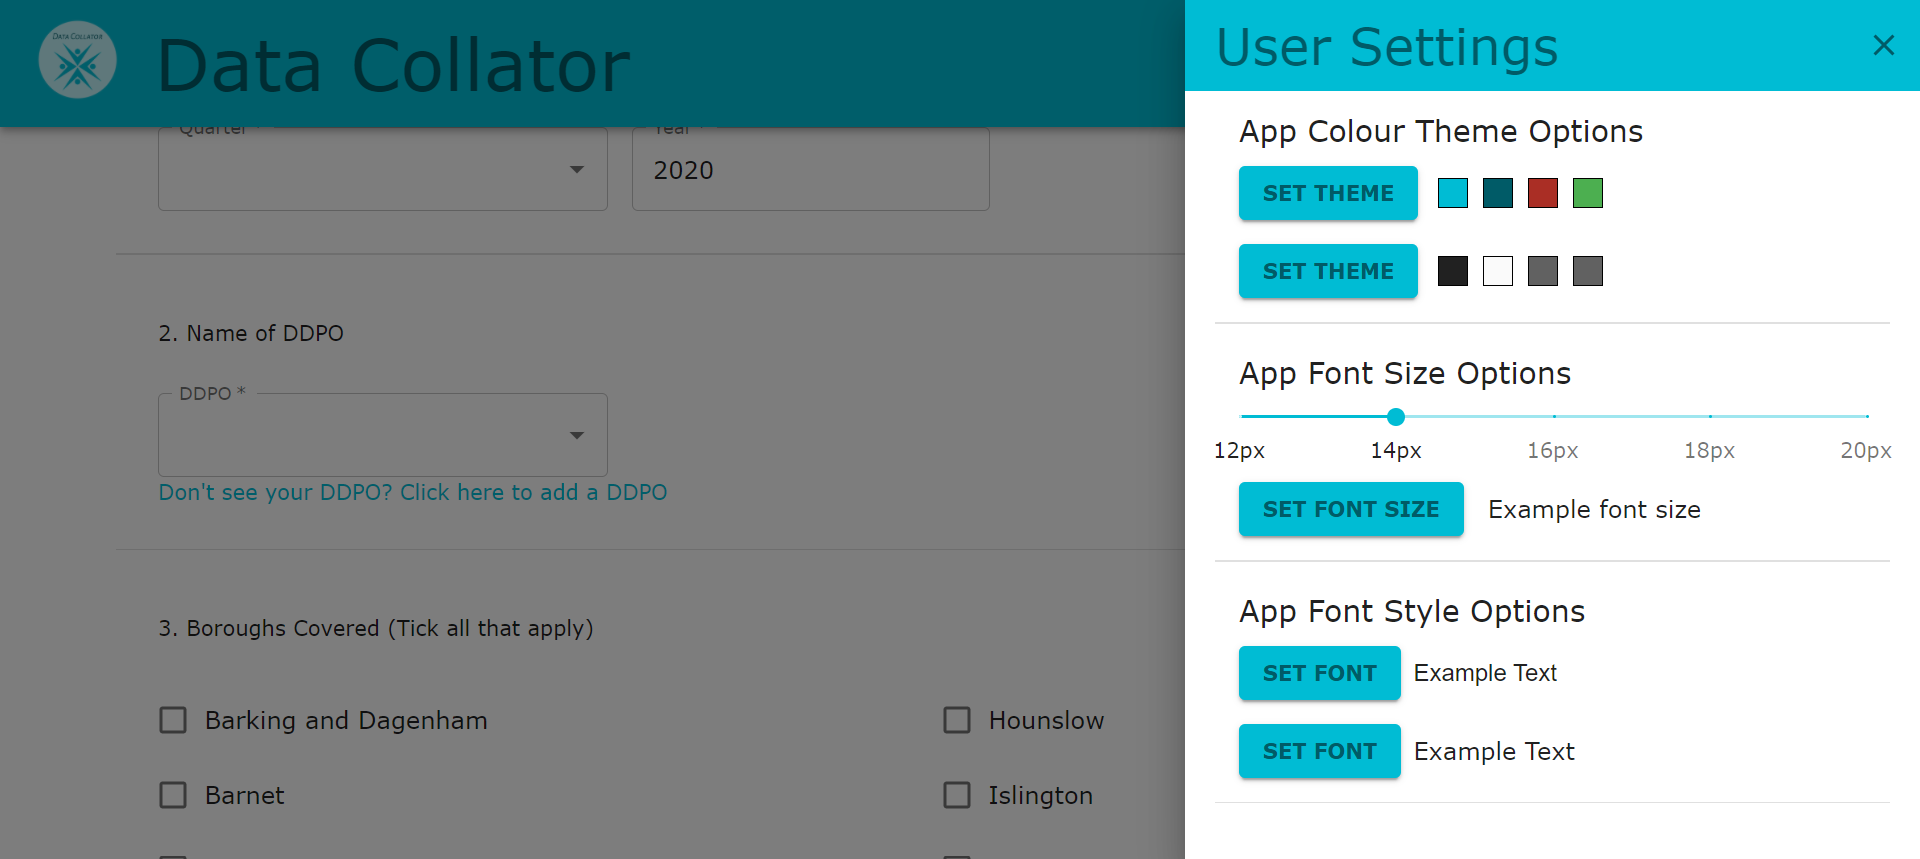 DATA COLLATOR
Data Collator
User Settings
Quarter *
Year *
2020
2. Name of DDPO
DDPO *
Don't see your DDPO? Click here to add a DDPO
3. Boroughs Covered (Tick all that apply)
Barking and Dagenham
Hounslow
Barnet
Islington
App Colour Theme Options
SET THEME
SET THEME
App Font Size Options
12px 14px 16px 18px 20px
SET FONT SIZE Example font size
App Font Style Options
SET FONT Example Text
SET FONT Example Text